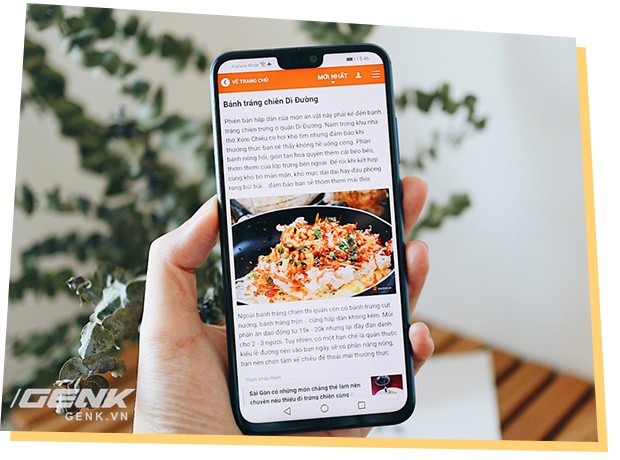 Airplane Mode
15:46
VỀ TRANG CHỦ
MỚI NHẤT
Bánh tráng chiên Dì Đường
Phiên bản hấp dẫn của món ăn vặt này phải kể đến bánh
tráng chiên trứng ở quán Dì Đường. Nằm trong khu nhà
thờ Xóm Chiếu có hơi khó tìm nhưng đảm bảo khi
thưởng thức bạn sẽ thấy không hề uổng công. Phần
bánh nóng hổi, giòn tan hòa quyện thêm cái béo béo,
thơm thơm của lớp trứng bên ngoài. Để rồi khi kết hợp
cùng khô bò mằn mặn, khô mực dai dai hay đậu phộng
rang bùi bùi... đảm bảo bạn sẽ thòm thèm mãi thôi.
Ngoài bánh tráng chiên thì quán còn có bánh tráng cút
nướng, bánh tráng trộn... cũng hấp dẫn không kém. Mỗi
phần ăn dao động từ 15k - 20k nhưng lại đầy đặn dành
cho 2 - 3 người. Tuy nhiên, có một hạn chế là quán thuộc
kiểu lề đường nên vào ban ngày sẽ có phần nắng nóng,
bạn nên chọn tầm xế chiều để thoải mái thưởng thức.
Tham khảo thêm
Sài Gòn có những món chẳng thể làm nên
chuyện nếu thiếu đi trứng chiên cùng
GENK
GENK.VN